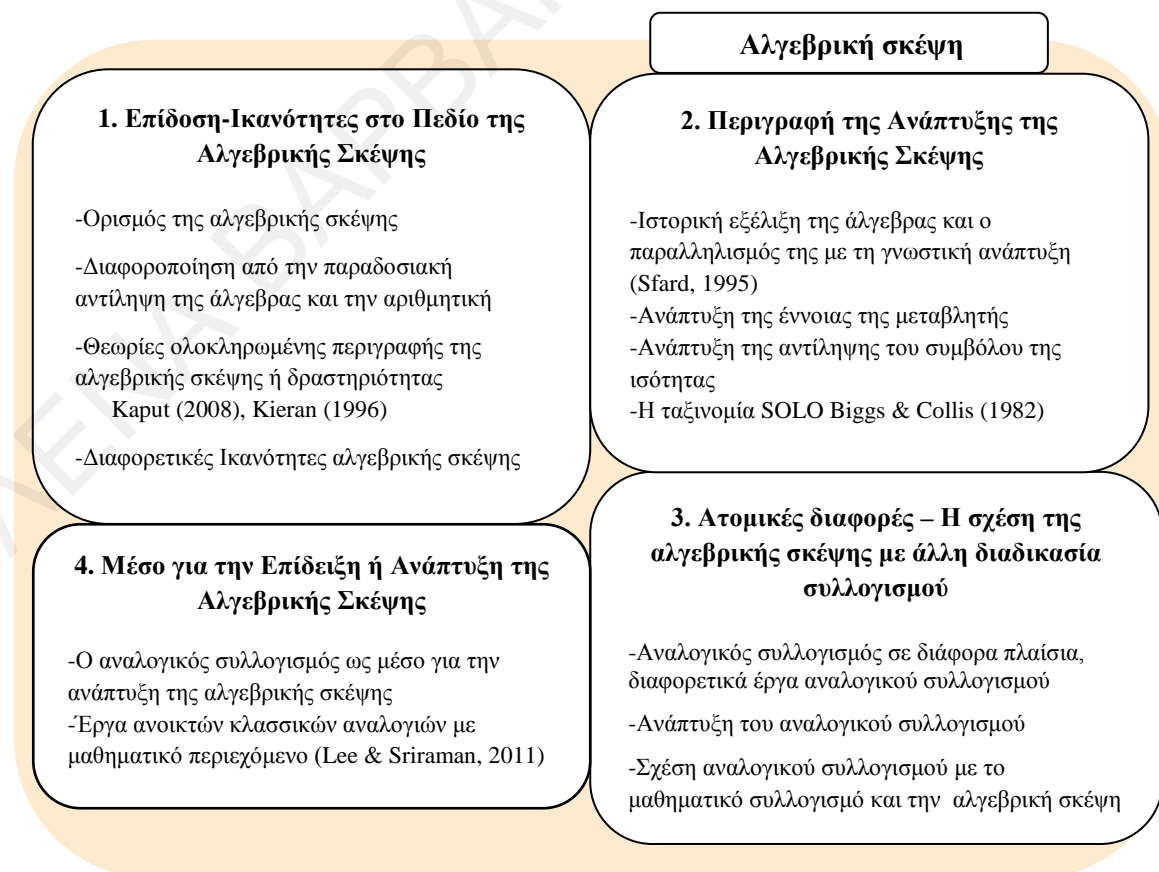 Αλγεβρική σκέψη
1. Επίδοση-Ικανότητες στο Πεδίο της
Αλγεβρικής Σκέψης
-Ορισμός της αλγεβρικής σκέψης
-Διαφοροποίηση από την παραδοσιακή
αντίληψη της άλγεβρας και την αριθμητική
-Θεωρίες ολοκληρωμένης περιγραφής της
αλγεβρικής σκέψης ή δραστηριότητας
Kaput (2008), Kieran (1996)
-Διαφορετικές Ικανότητες αλγεβρικής σκέψης
2. Περιγραφή της Ανάπτυξης της
Αλγεβρικής Σκέψης
-Ιστορική εξέλιξη της άλγεβρας και ο
παραλληλισμός της με τη γνωστική ανάπτυξη
(Sfard, 1995)
-Ανάπτυξη της έννοιας της μεταβλητής
-Ανάπτυξη της αντίληψης του συμβόλου της
ισότητας
-Η ταξινομία SOLO Biggs & Collis (1982)
3. Ατομικές διαφορές – Η σχέση της
αλγεβρικής σκέψης με άλλη διαδικασία
συλλογισμού
-Αναλογικός συλλογισμός σε διάφορα πλαίσια,
διαφορετικά έργα αναλογικού συλλογισμού
-Ανάπτυξη του αναλογικού συλλογισμού
-Σχέση αναλογικού συλλογισμού με το
μαθηματικό συλλογισμό και την αλγεβρική σκέψη
4. Μέσο για την Επίδειξη ή Ανάπτυξη της
Αλγεβρικής Σκέψης
-Ο αναλογικός συλλογισμός ως μέσο για την
ανάπτυξη της αλγεβρικής σκέψης
-Έργα ανοικτών κλασσικών αναλογιών με
μαθηματικό περιεχόμενο (Lee & Sriraman, 2011)